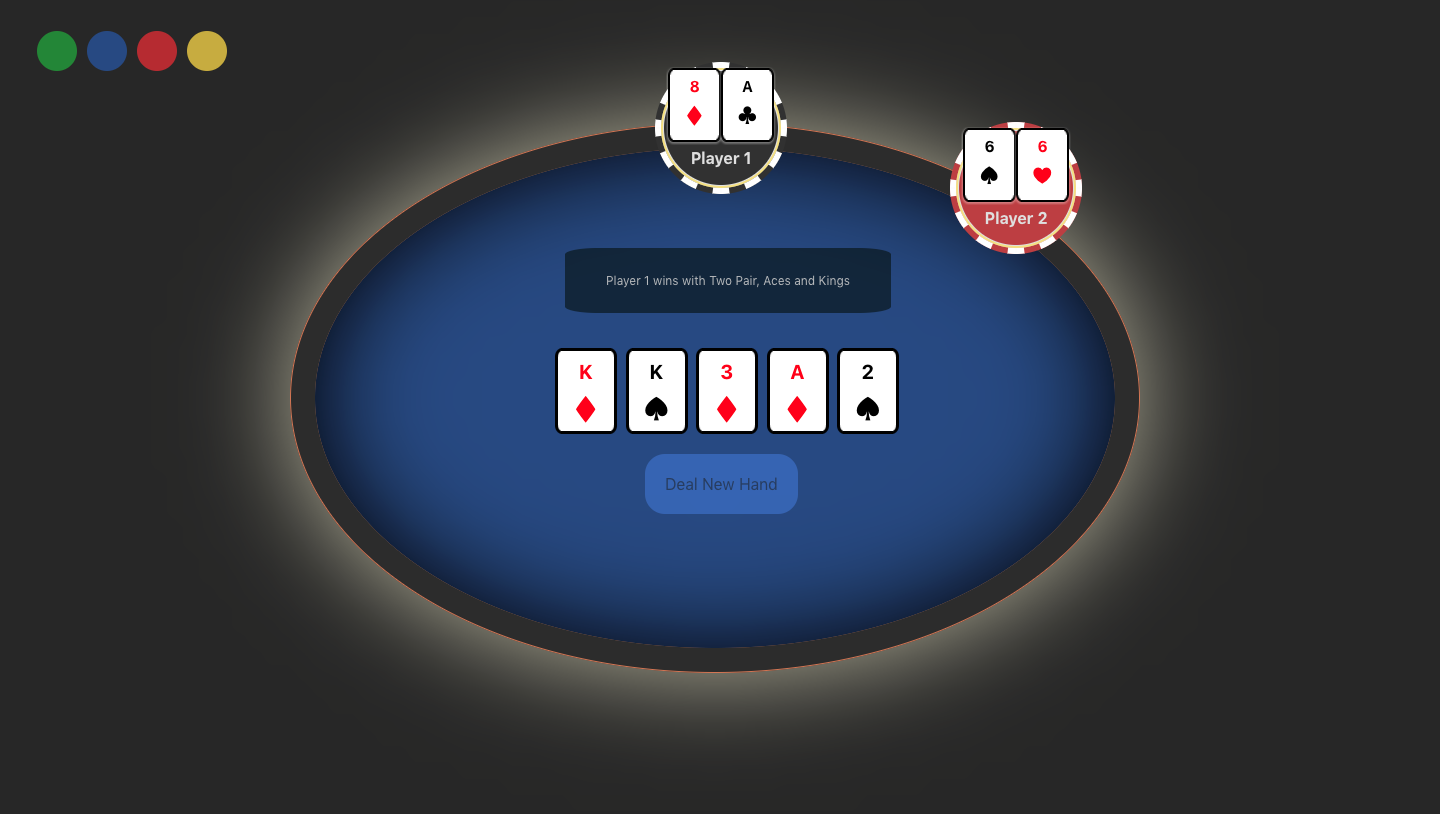 8 A
Player 1
6 6
Player 2
Player 1 wins with Two Pair, Aces and Kings
K K 3 A 2
Deal New Hand